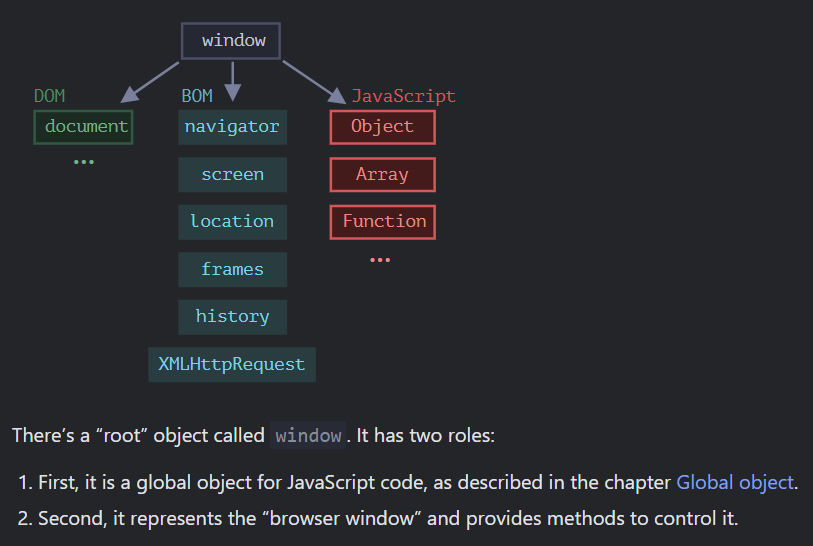 window
DOM BOM JavaScript
document navigator Object
...
screen Array
location Function
...
frames
history
XMLHttpRequest
There’s a “root” object called window. It has two roles:
1. First, it is a global object for JavaScript code, as described in the chapter Global object.
2. Second, it represents the “browser window” and provides methods to control it.